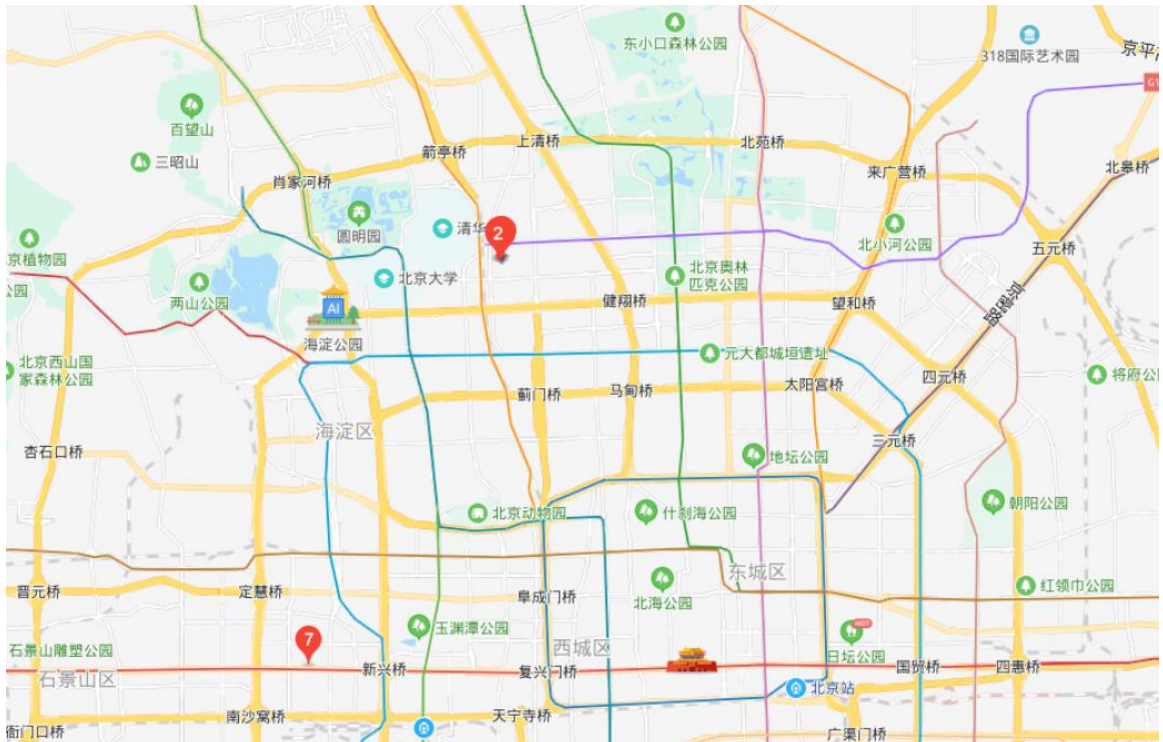 东小口森林公园
318国际艺术园
京平高
G1
百望山
三昭山
箭亭桥
上清桥
北苑桥
来广营桥
北皋桥
肖家河桥
圆明园
清华
2
北小河公园
五元桥
京植物园
公园
两山公园
北京大学
北京奥林
匹克公园
京密路
AI
海淀公园
健翔桥
望和桥
北京西山国
家森林公园
元大都城垣遗址
四元桥
将府公
蓟门桥
马甸桥
太阳宫桥
海淀区
杏石口桥
三元桥
地坛公园
北京动物园
什刹海公园
朝阳公园
东城区
晋元桥
定慧桥
阜成门桥
北海公园
红领巾公园
玉渊潭公园
7
西城区
HOT
日坛公园
石景山雕塑公园
石景山区
新兴桥
复兴门桥
国贸桥
四惠桥
北京站
南沙窝桥
天宁寺桥
衙门口桥
广渠门桥